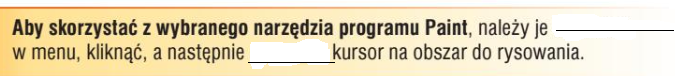 Aby skorzystać z wybranego narzędzia programu Paint, należy je
w menu, kliknąć, a następnie kursor na obszar do rysowania.